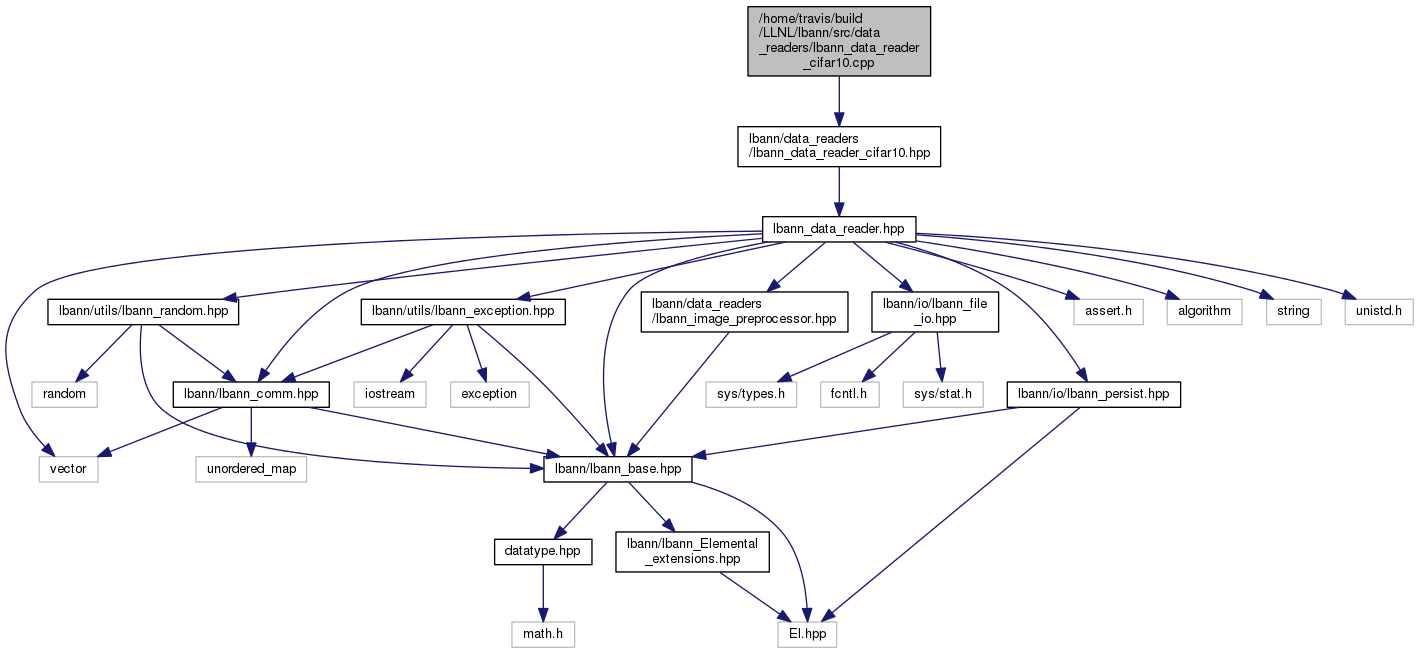 /home/travis/build
/LLNL/lbann/src/data
_readers/lbann_data_reader
_cifar10.cpp
lbann/data_readers
/lbann_data_reader_cifar10.hpp
lbann_data_reader.hpp
lbann/utils/lbann_random.hpp
lbann/utils/lbann_exception.hpp
lbann/data_readers
/lbann_image_preprocessor.hpp
lbann/io/lbann_file
_io.hpp
assert.h
algorithm
string
unistd.h
random
lbann/lbann_comm.hpp
iostream
exception
sys/types.h
fcntl.h
sys/stat.h
lbann/io/lbann_persist.hpp
vector
unordered_map
lbann/lbann_base.hpp
datatype.hpp
lbann/lbann_Elemental
_extensions.hpp
math.h
El.hpp